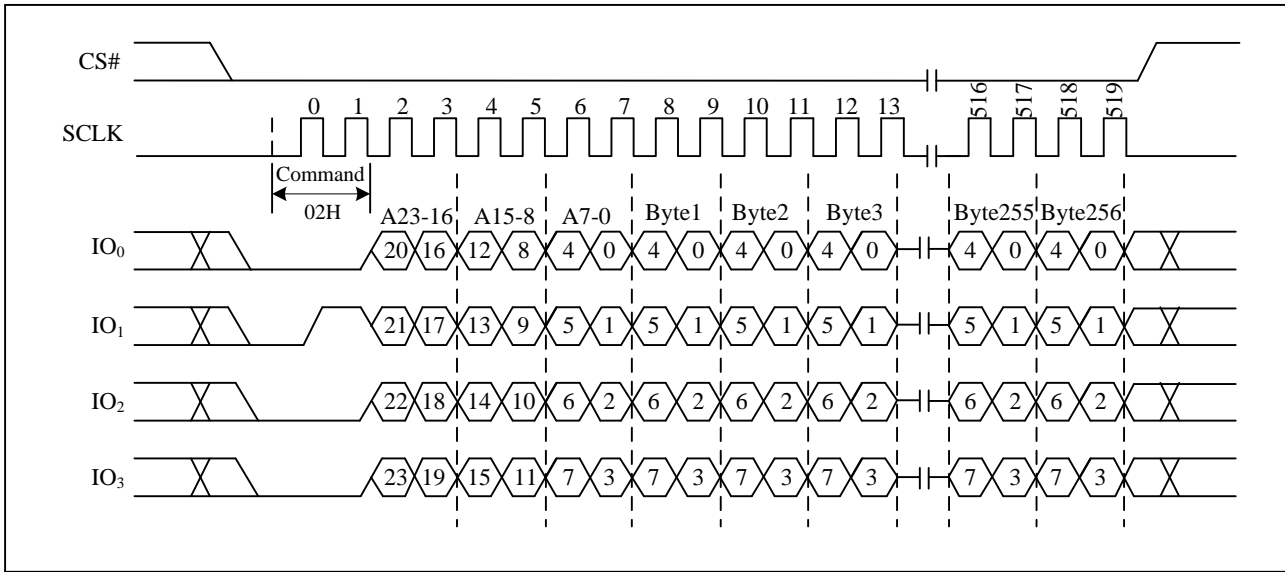 CS#
0 1 2 3 4 5 6 7 8 9 10 11 12 13 516 517 518 519
SCLK
Command
02H
A23-16 A15-8 A7-0 Byte1 Byte2 Byte3 Byte255 Byte256
IO0 20 16 12 8 4 0 4 0 4 0 4 0 4 0 4 0
IO1 21 17 13 9 5 1 5 1 5 1 5 1 5 1 5 1
IO2 22 18 14 10 6 2 6 2 6 2 6 2 6 2 6 2
IO3 23 19 15 11 7 3 7 3 7 3 7 3 7 3 7 3